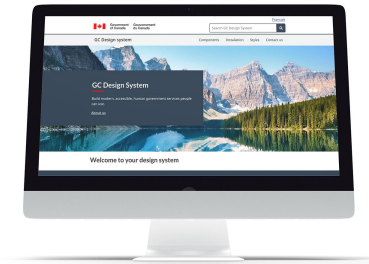 Français
Government of Canada
Gouvernement du Canada
Search GC Design System
GC Design system
Components Installation Styles Contact us
GC Design System
Build modern, accessible, human government services people
can use.
About us
Welcome to your design system